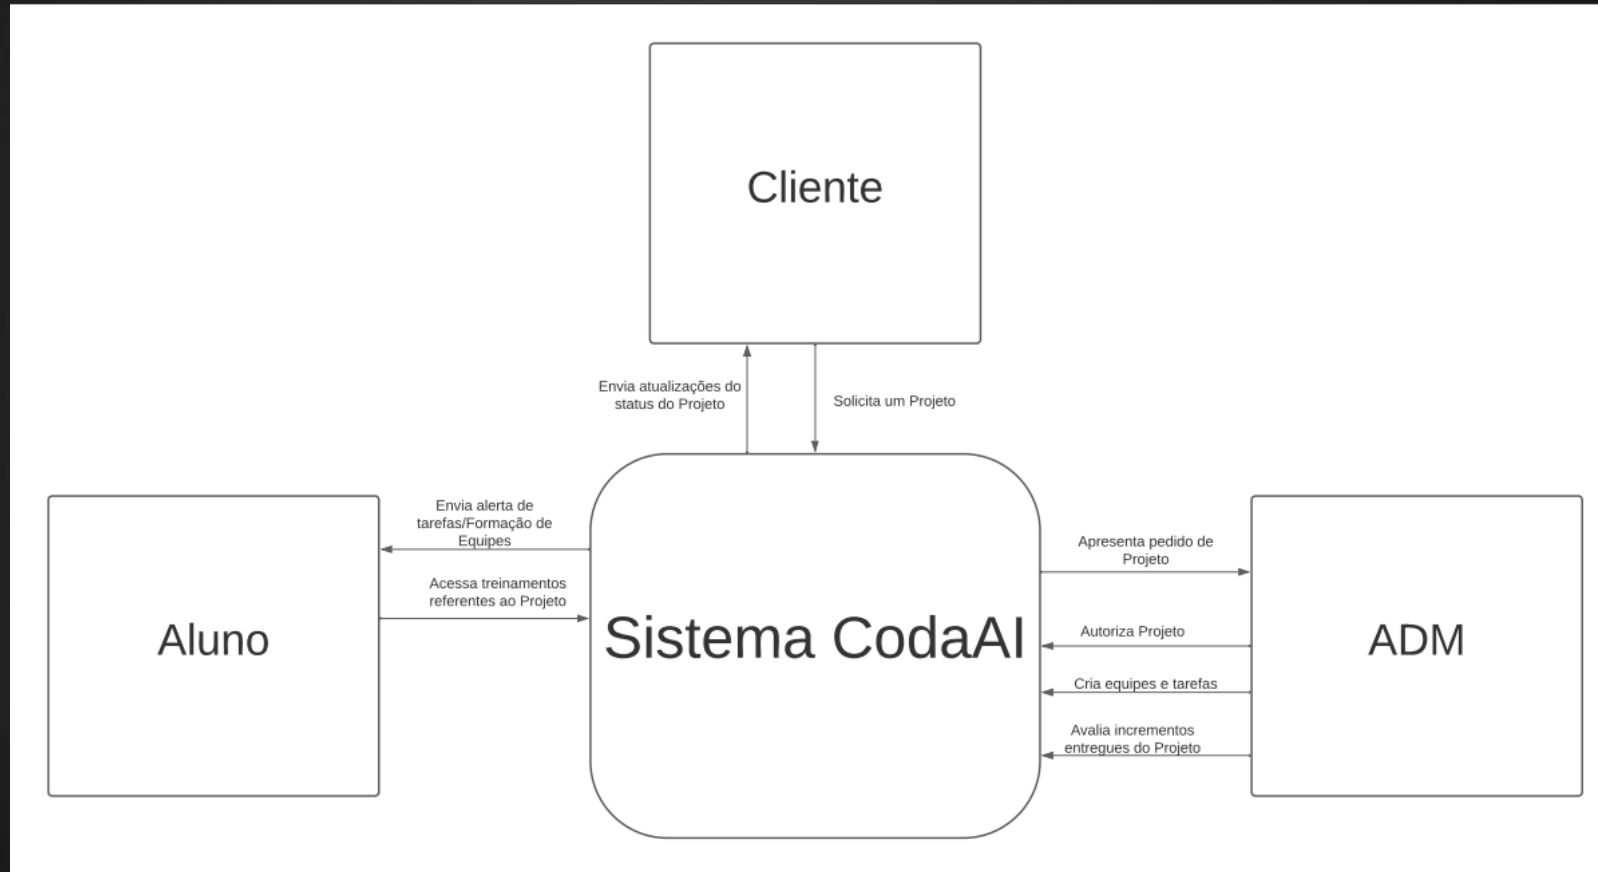 Cliente
Envia atualizações do
status do Projeto
Solicita um Projeto
Envia alerta de
tarefas/Formação de
Equipes
Acessa treinamentos
referentes ao Projeto
Aluno
Sistema CodaAI
Apresenta pedido de
Projeto
Autoriza Projeto
Cria equipes e tarefas
Avalia incrementos
entregues do Projeto
ADM